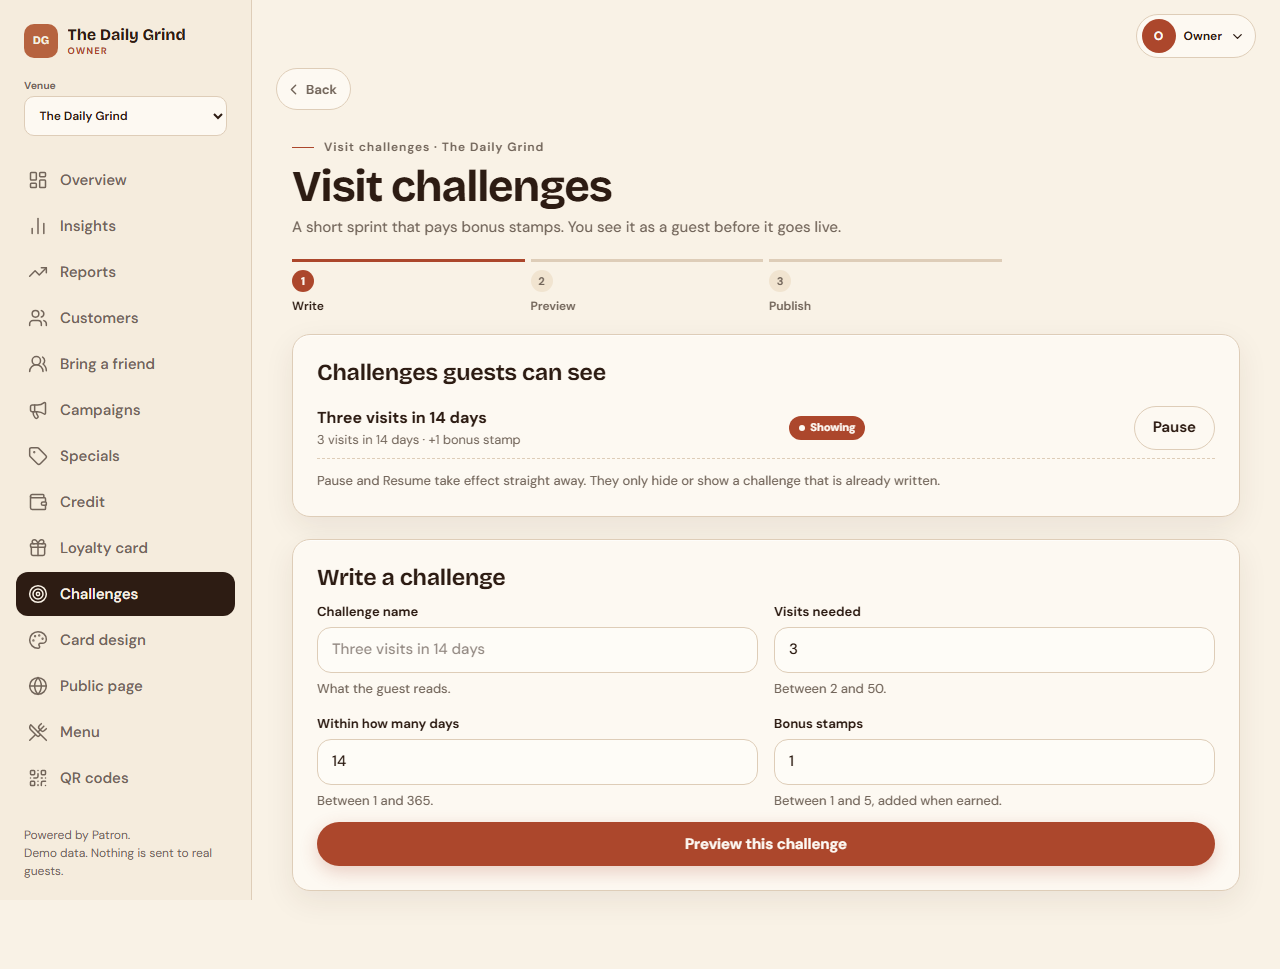 DG
The Daily Grind
OWNER
Venue
The Daily Grind
Overview
Insights
Reports
Customers
Bring a friend
Campaigns
Specials
Credit
Loyalty card
Challenges
Card design
Public page
Menu
QR codes
Powered by Patron.
Demo data. Nothing is sent to real
guests.
O
Owner
Back
Visit challenges · The Daily Grind
Visit challenges
A short sprint that pays bonus stamps. You see it as a guest before it goes live.
1
Write
2
Preview
3
Publish
Challenges guests can see
Three visits in 14 days
3 visits in 14 days · +1 bonus stamp
Showing
Pause
Pause and Resume take effect straight away. They only hide or show a challenge that is already written.
Write a challenge
Challenge name
Three visits in 14 days
What the guest reads.
Visits needed
3
Between 2 and 50.
Within how many days
14
Between 1 and 365.
Bonus stamps
1
Between 1 and 5, added when earned.
Preview this challenge